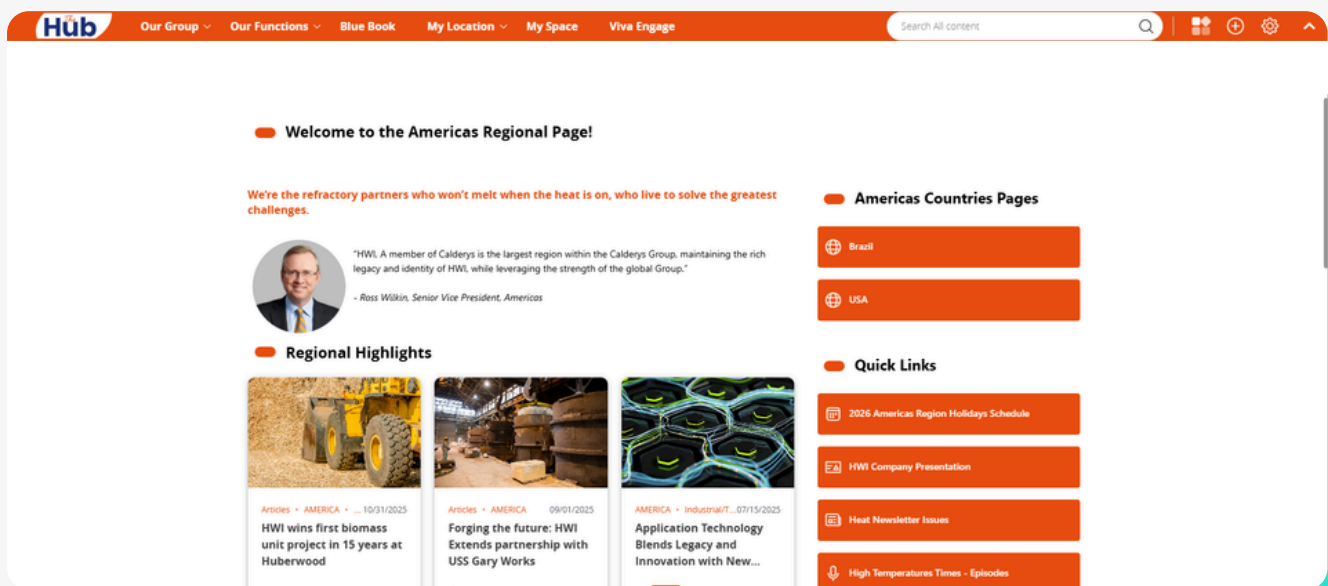 The
Hub
Our Group
Our Functions
Blue Book
My Location
My Space
Viva Engage
Search All content
Welcome to the Americas Regional Page!
We're the refractory partners who won't melt when the heat is on, who live to solve the greatest
challenges.
"HWI, A member of Calderys is the largest region within the Calderys Group, maintaining the rich
legacy and identity of HWI, while leveraging the strength of the global Group."
- Ross Wilkin, Senior Vice President, Americas
Regional Highlights
Articles • AMERICA • ... 10/31/2025
HWI wins first biomass
unit project in 15 years at
Huberwood
Articles • AMERICA 09/01/2025
Forging the future: HWI
Extends partnership with
USS Gary Works
AMERICA • Industrial/T... 07/15/2025
Application Technology
Blends Legacy and
Innovation with New...
Americas Countries Pages
Brazil
USA
Quick Links
2026 Americas Region Holidays Schedule
HWI Company Presentation
Heat Newsletter Issues
High Temperatures Times - Episodes